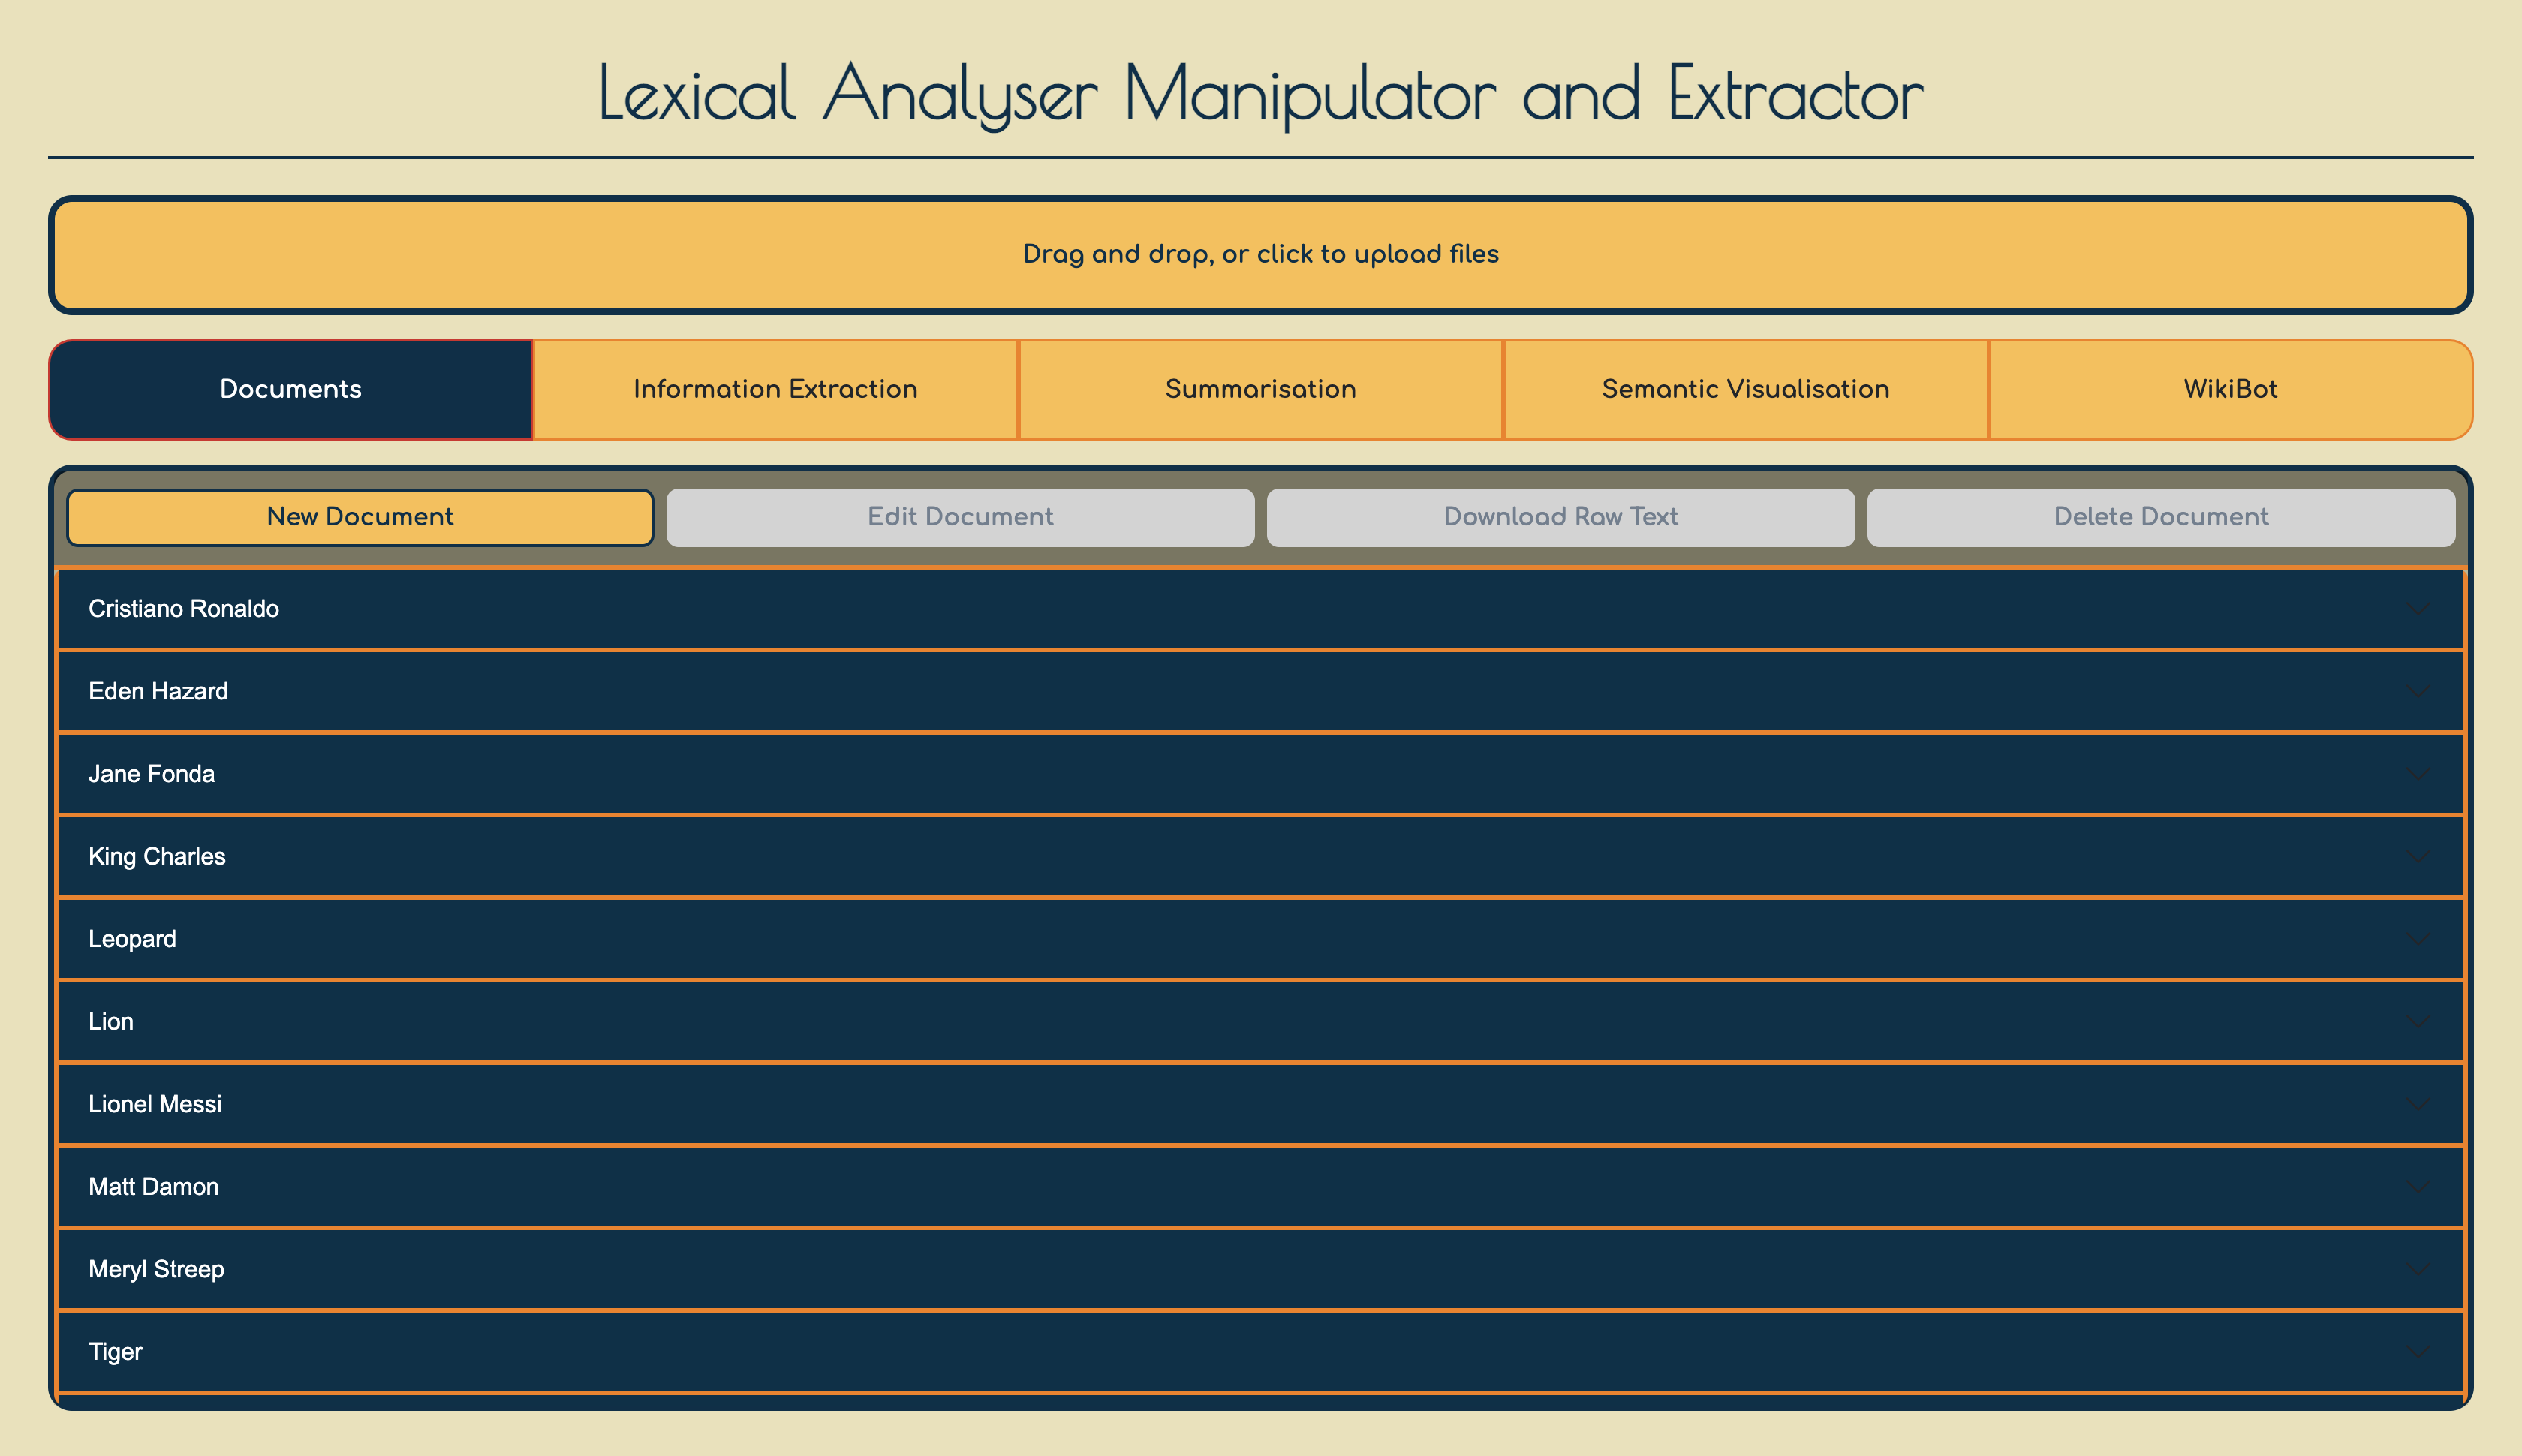 Lexical Analyser Manipulator and Extractor
Drag and drop, or click to upload files
Documents
Information Extraction
Summarisation
Semantic Visualisation
WikiBot
New Document
Edit Document
Download Raw Text
Delete Document
Cristiano Ronaldo
Eden Hazard
Jane Fonda
King Charles
Leopard
Lion
Lionel Messi
Matt Damon
Meryl Streep
Tiger